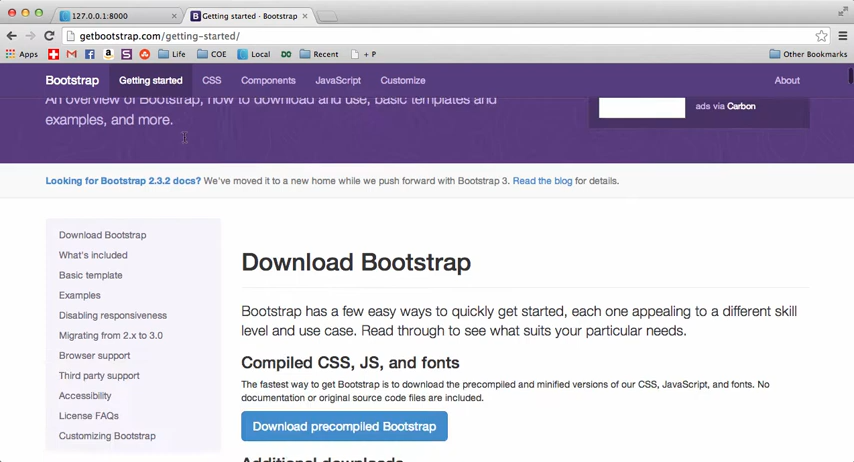 127.0.0.1:8000
Getting started · Bootstrap
getbootstrap.com/getting-started/
Apps
Life
COE
Local
DO
Recent
+ P
Other Bookmarks
Bootstrap
Getting started
CSS
Components
JavaScript
Customize
About
An overview of Bootstrap, how to download and use, basic templates and
examples, and more.
ads via Carbon
Looking for Bootstrap 2.3.2 docs? We've moved it to a new home while we push forward with Bootstrap 3. Read the blog for details.
Download Bootstrap
What's included
Basic template
Examples
Disabling responsiveness
Migrating from 2.x to 3.0
Browser support
Third party support
Accessibility
License FAQs
Customizing Bootstrap
Download Bootstrap
Bootstrap has a few easy ways to quickly get started, each one appealing to a different skill
level and use case. Read through to see what suits your particular needs.
Compiled CSS, JS, and fonts
The fastest way to get Bootstrap is to download the precompiled and minified versions of our CSS, JavaScript, and fonts. No
documentation or original source code files are included.
Download precompiled Bootstrap
Additional downloads